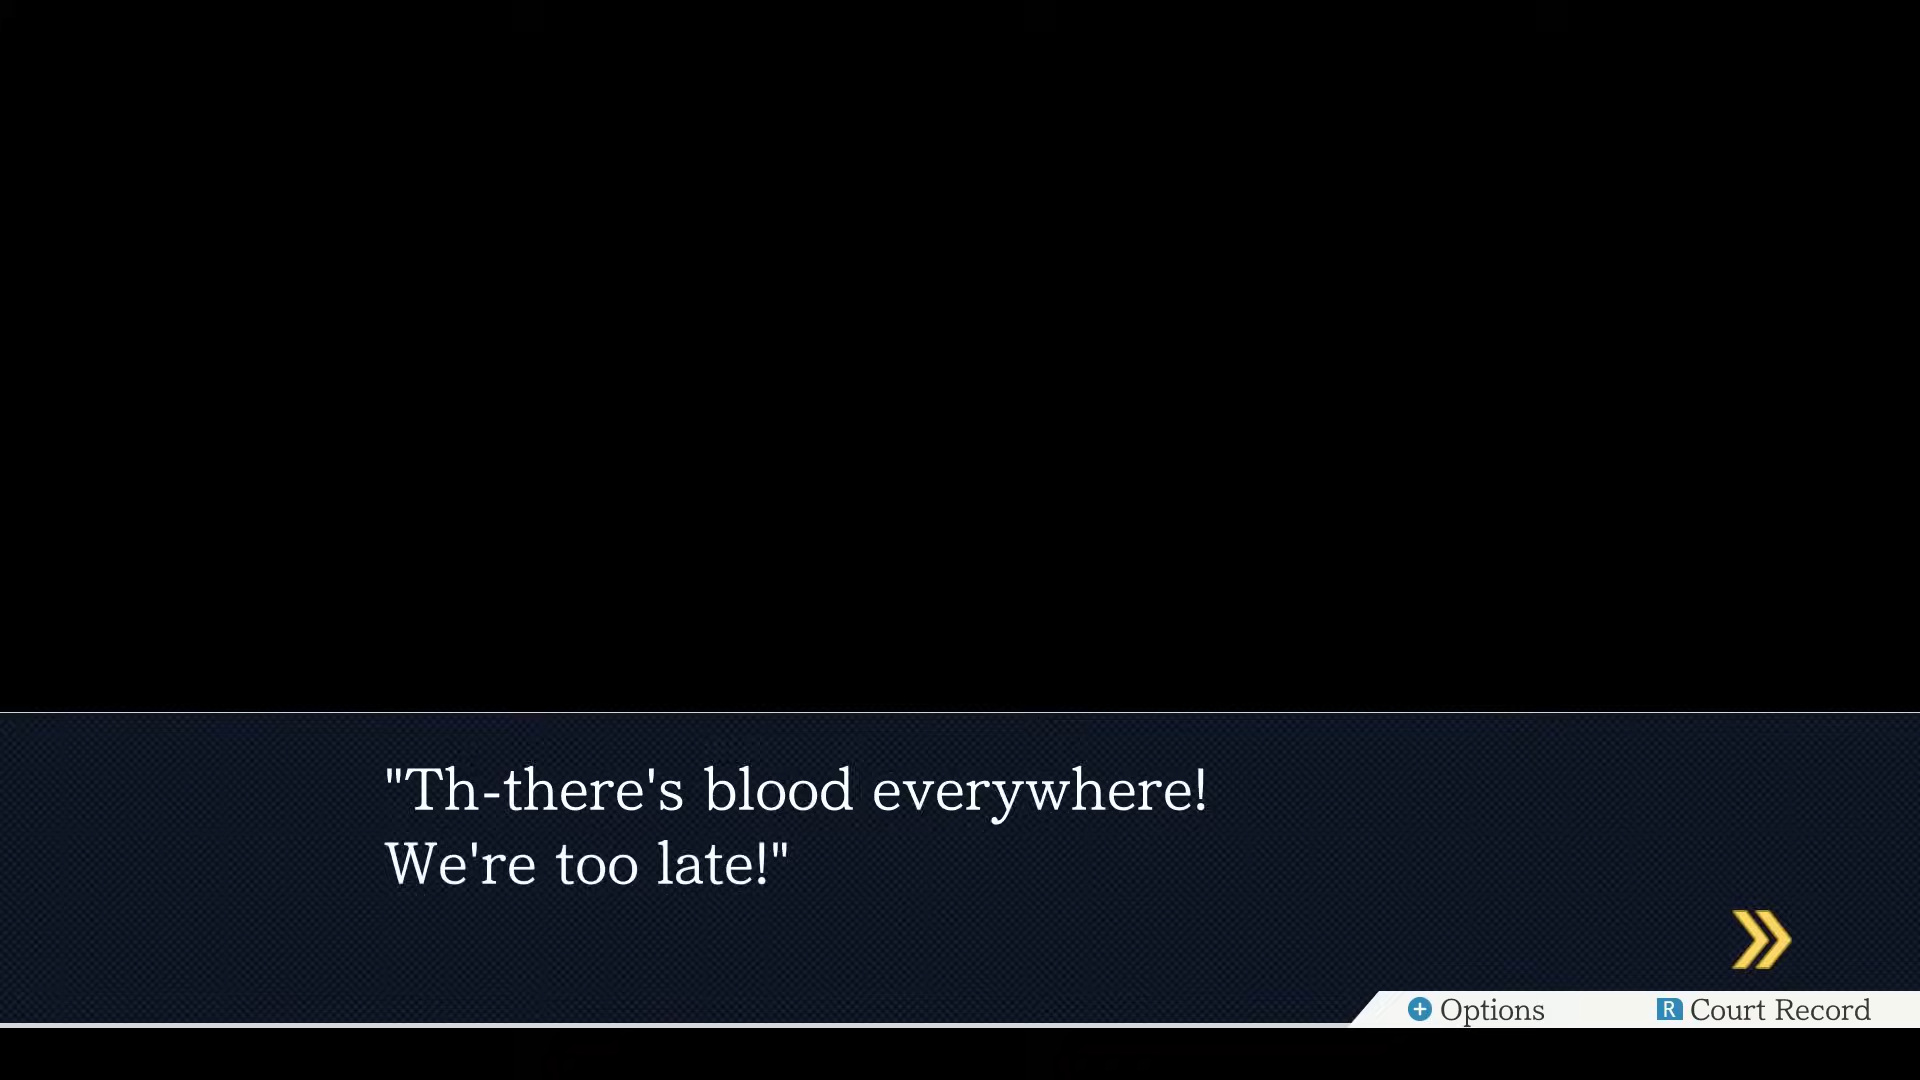 "Th-there's blood everywhere!
We're too late!"
+ Options
R Court Record